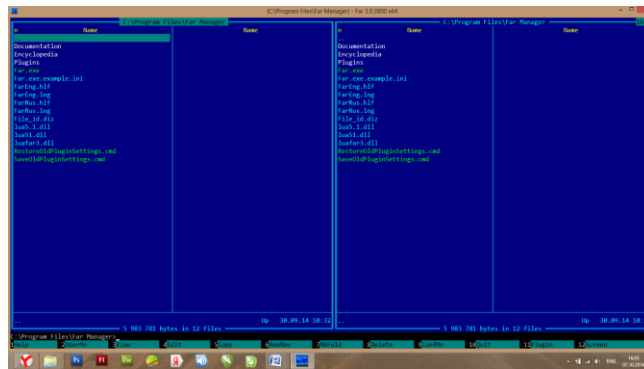 (C:\Program Files\Far Manager) - Far 3.0.3800 x64
C:\Program Files\Far Manager
n Name Name
Documentation
Encyclopedia
Plugins
Far.exe
Far.exe.example.ini
FarEng.hlf
FarEng.lng
FarRus.hlf
FarRus.lng
File_id.diz
lua5.1.dll
lua51.dll
luafar3.dll
RestoreOldPluginSettings.cmd
SaveOldPluginSettings.cmd
.. Up 30.09.14 10:32
5 983 741 bytes in 12 files
C:\Program Files\Far Manager
n Name Name
..
Documentation
Encyclopedia
Plugins
Far.exe
Far.exe.example.ini
FarEng.hlf
FarEng.lng
FarRus.hlf
FarRus.lng
File_id.diz
lua5.1.dll
lua51.dll
luafar3.dll
RestoreOldPluginSettings.cmd
SaveOldPluginSettings.cmd
.. Up 30.09.14
5 983 741 bytes in 12 files
C:\Program Files\Far Manager>
1Help 2UserMn 3View 4Edit 5Copy 6RenMov 7MkFold 8Delete 9ConfMn 10Quit 11Plugin 12Screen
Ps Fl Dw